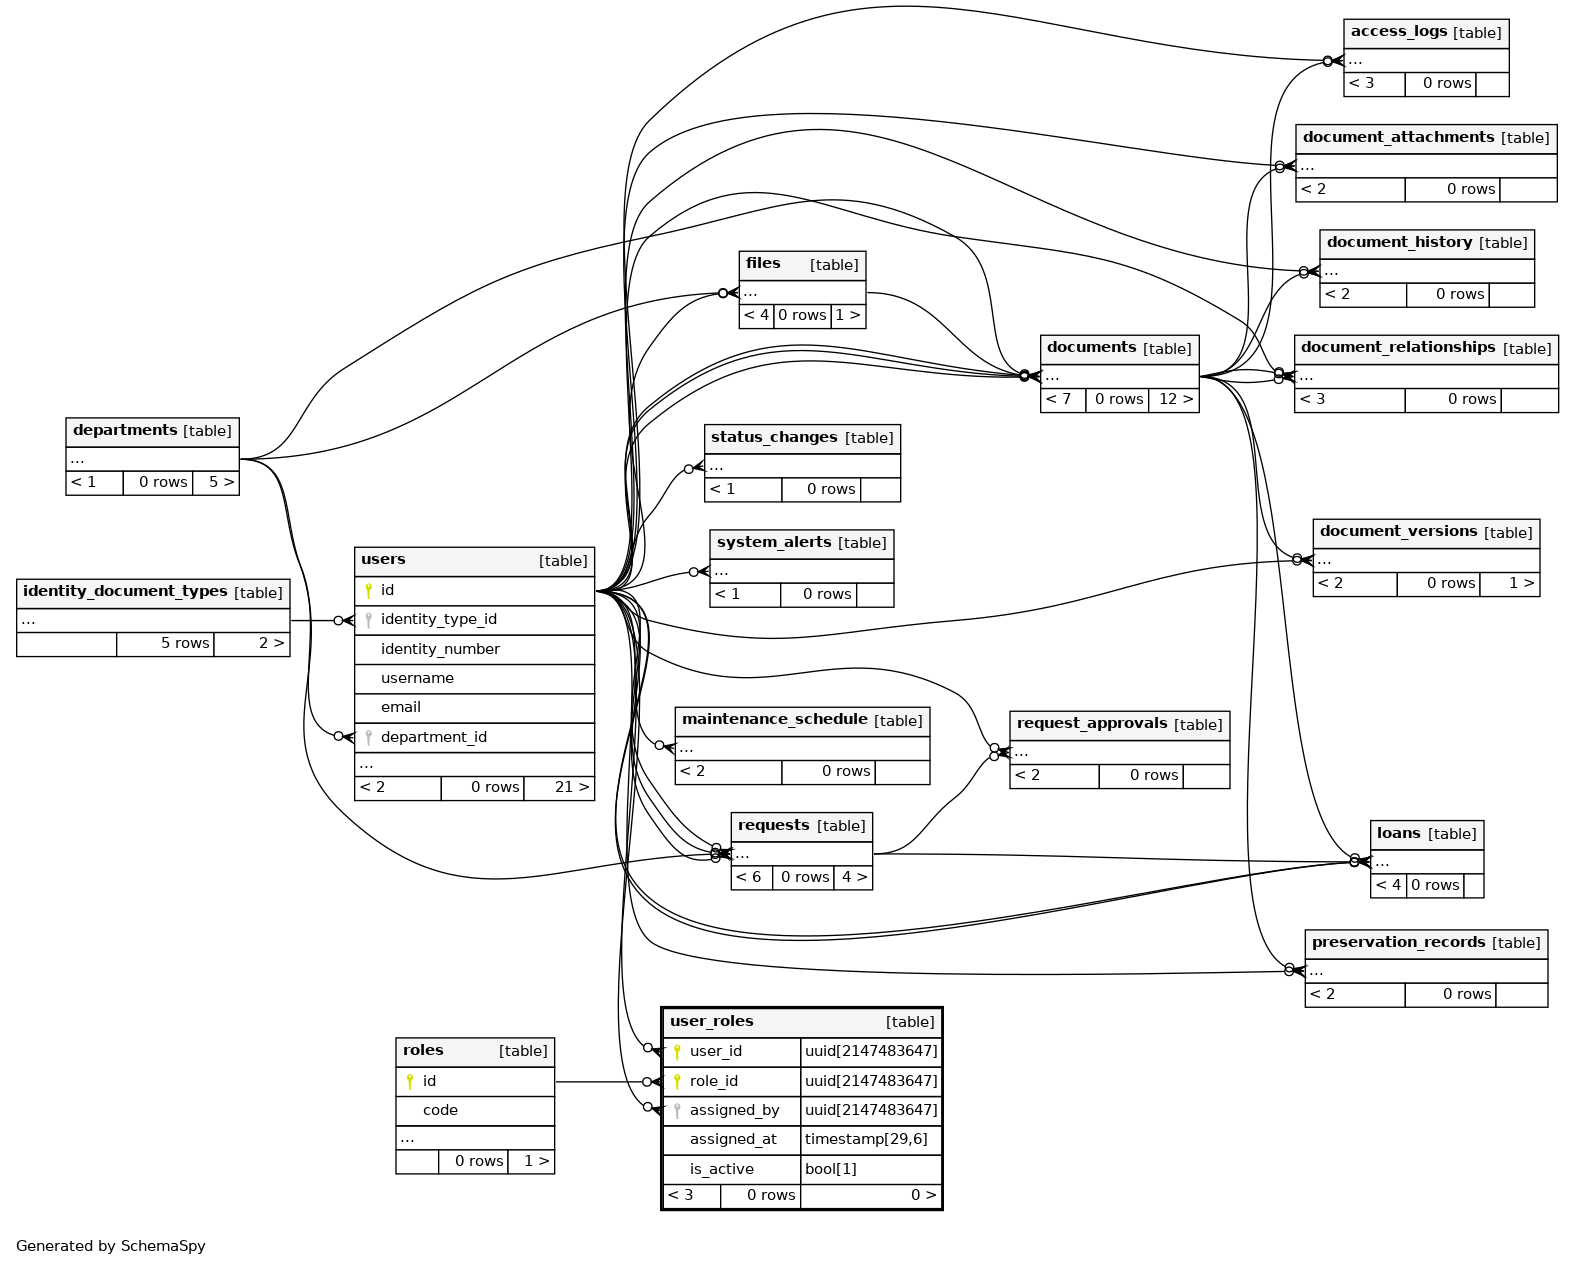 access_logs [table]
...
< 3 0 rows
document_attachments [table]
...
< 2 0 rows
document_history [table]
...
< 2 0 rows
files [table]
...
< 4 0 rows 1 >
documents [table]
...
< 7 0 rows 12 >
document_relationships [table]
...
< 3 0 rows
departments [table]
...
< 1 0 rows 5 >
status_changes [table]
...
< 1 0 rows
system_alerts [table]
...
< 1 0 rows
document_versions [table]
...
< 2 0 rows 1 >
identity_document_types [table]
...
5 rows 2 >
users [table]
id
identity_type_id
identity_number
username
email
department_id
...
< 2 0 rows 21 >
maintenance_schedule [table]
...
< 2 0 rows
request_approvals [table]
...
< 2 0 rows
requests [table]
...
< 6 0 rows 4 >
loans [table]
...
< 4 0 rows
preservation_records [table]
...
< 2 0 rows
roles [table]
id
code
...
0 rows 1 >
user_roles [table]
user_id uuid[2147483647]
role_id uuid[2147483647]
assigned_by uuid[2147483647]
assigned_at timestamp[29,6]
is_active bool[1]
< 3 0 rows 0 >
Generated by SchemaSpy